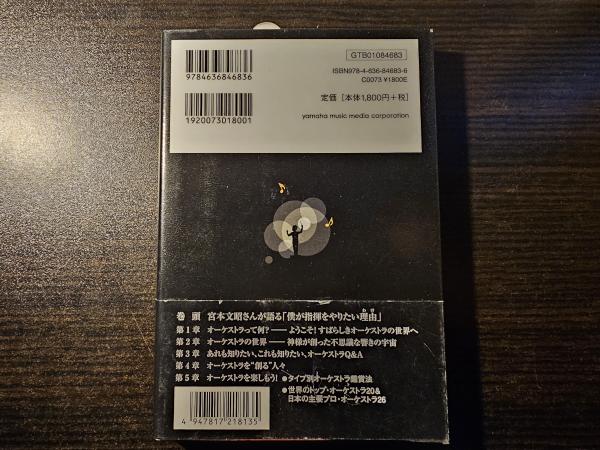 GTB01084683
9784636846836
ISBN978-4-636-84683-6
C0073 ¥1800E
1920073018001
定価 [本体1,800円+税]
yamaha music media corporation
巻頭 宮本文昭さんが語る「僕が指揮をやりたい理由」
わけ
第1章 オーケストラって何?――ようこそ!すばらしきオーケストラの世界へ
第2章 オーケストラの世界――神様が創った不思議な響きの宇宙
第3章 あれも知りたい、これも知りたい、オーケストラQ&A
第4章 オーケストラを“創る”人々
第5章 オーケストラを楽しもう! ●タイプ別オーケストラ鑑賞法
●世界のトップ・オーケストラ20&
日本の主要プロ・オーケストラ26
4947817218135